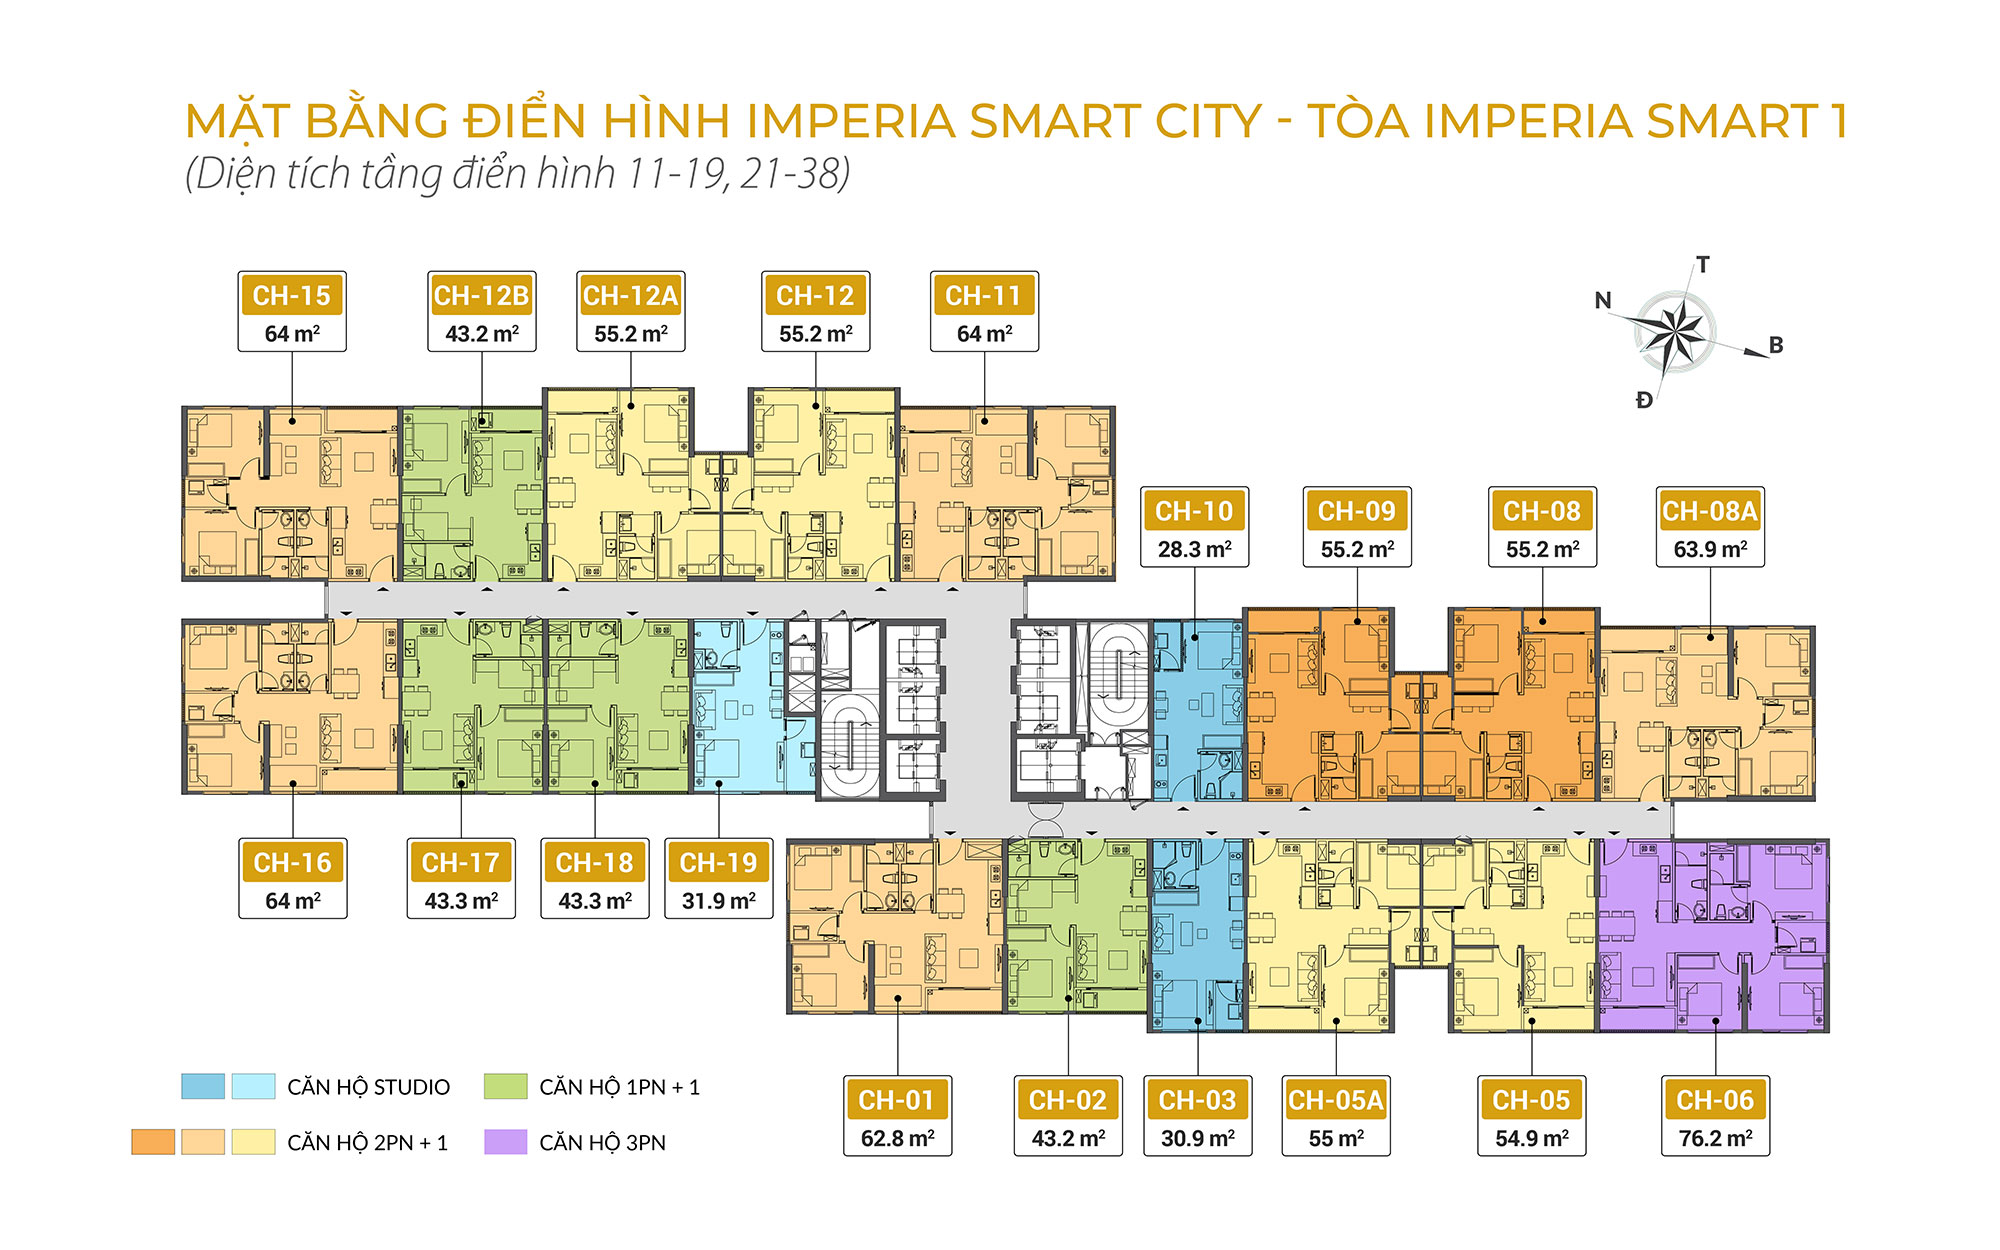 MẶT BẰNG ĐIỂN HÌNH IMPERIA SMART CITY - TÒA IMPERIA SMART 1
(Diện tích tầng điển hình 11-19, 21-38)
T
N
B
Đ
CH-15
64 m²
CH-12B
43.2 m²
CH-12A
55.2 m²
CH-12
55.2 m²
CH-11
64 m²
CH-10
28.3 m²
CH-09
55.2 m²
CH-08
55.2 m²
CH-08A
63.9 m²
CH-16
64 m²
CH-17
43.3 m²
CH-18
43.3 m²
CH-19
31.9 m²
CH-01
62.8 m²
CH-02
43.2 m²
CH-03
30.9 m²
CH-05A
55 m²
CH-05
54.9 m²
CH-06
76.2 m²
CĂN HỘ STUDIO
CĂN HỘ 1PN + 1
CĂN HỘ 2PN + 1
CĂN HỘ 3PN